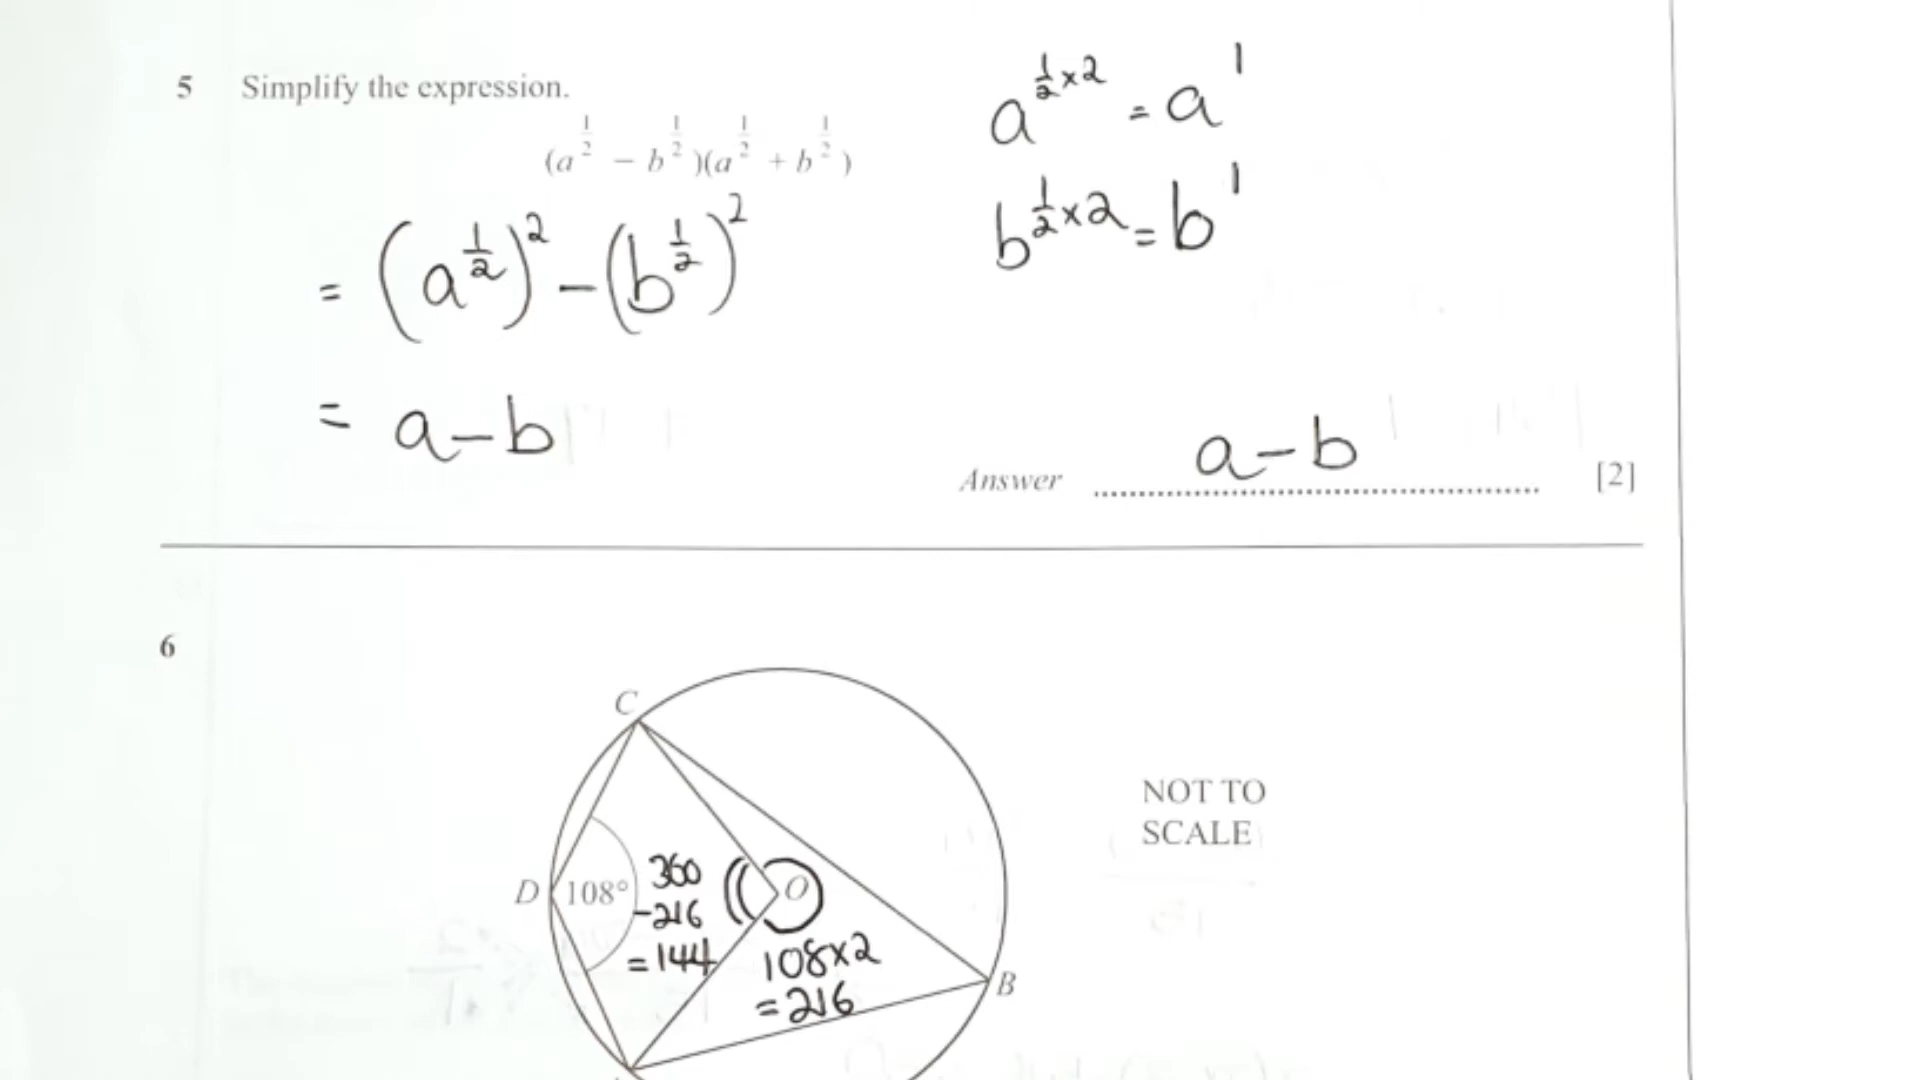 5 Simplify the expression.
(a^{1/2} − b^{1/2})(a^{1/2} + b^{1/2})
= (a^{1/2})^2 − (b^{1/2})^2
= a − b
a^{1/2 × 2} = a^1
b^{1/2 × 2} = b^1
Answer a − b [2]
6
C
NOT TO
SCALE
D 108°
360
−216
=144
O
108×2
=216
B